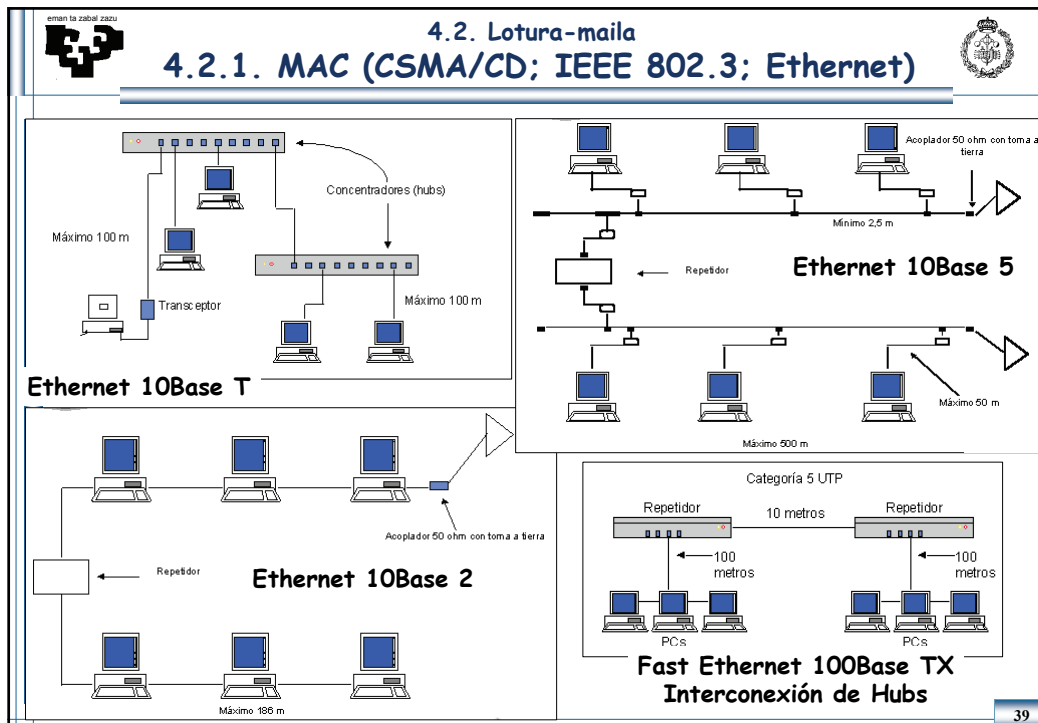 eman ta zabal zazu
4.2. Lotura-maila
4.2.1. MAC (CSMA/CD; IEEE 802.3; Ethernet)
Concentradores (hubs)
Máximo 100 m
Máximo 100 m
Transceptor
Ethernet 10Base T
Acoplador 50 ohm con toma a
tierra
Mínimo 2,5 m
Repetidor
Ethernet 10Base 5
Máximo 50 m
Máximo 500 m
Acoplador 50 ohm con toma a tierra
Repetidor
Ethernet 10Base 2
Máximo 186 m
Categoría 5 UTP
Repetidor
10 metros
Repetidor
100
metros
100
metros
PCs
PCs
Fast Ethernet 100Base TX
Interconexión de Hubs
39